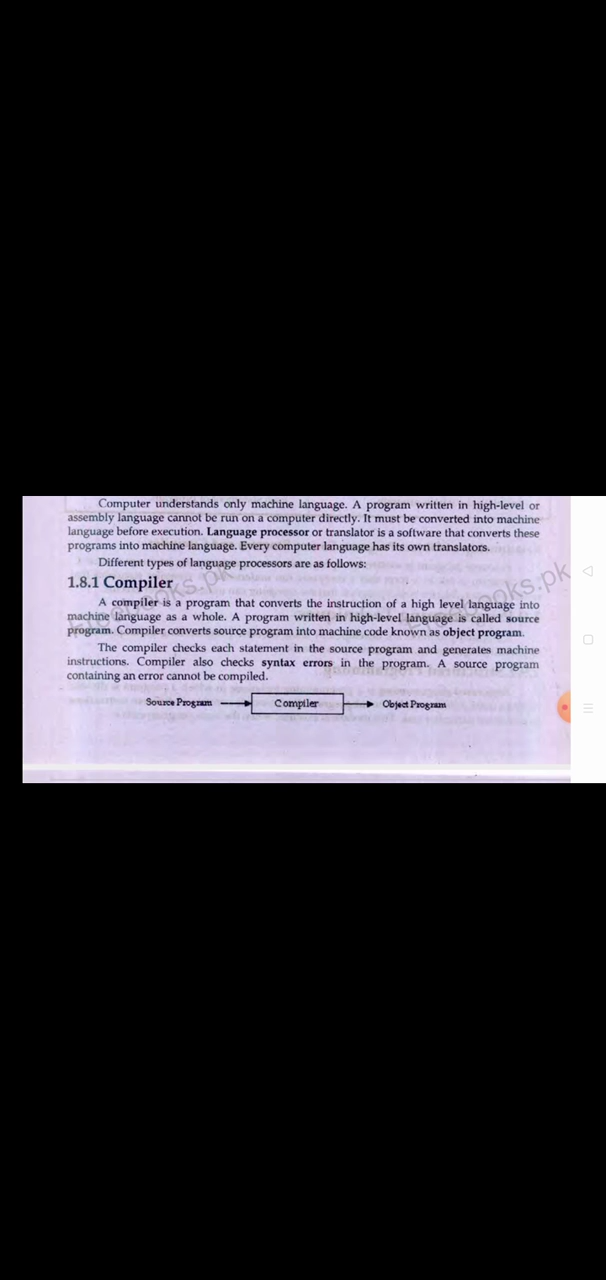 Computer understands only machine language. A program written in high-level or
assembly language cannot be run on a computer directly. It must be converted into machine
language before execution. Language processor or translator is a software that converts these
programs into machine language. Every computer language has its own translators.
Different types of language processors are as follows:
1.8.1 Compiler
A compiler is a program that converts the instruction of a high level language into
machine language as a whole. A program written in high-level language is called source
program. Compiler converts source program into machine code known as object program.
The compiler checks each statement in the source program and generates machine
instructions. Compiler also checks syntax errors in the program. A source program
containing an error cannot be compiled.
Source Program Compiler Object Program